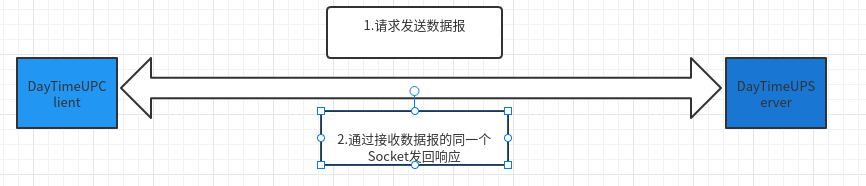 1.请求发送数据报
DayTimeUPC
lient
DayTimeUPS
erver
2.通过接收数据报的同一个
Socket发回响应